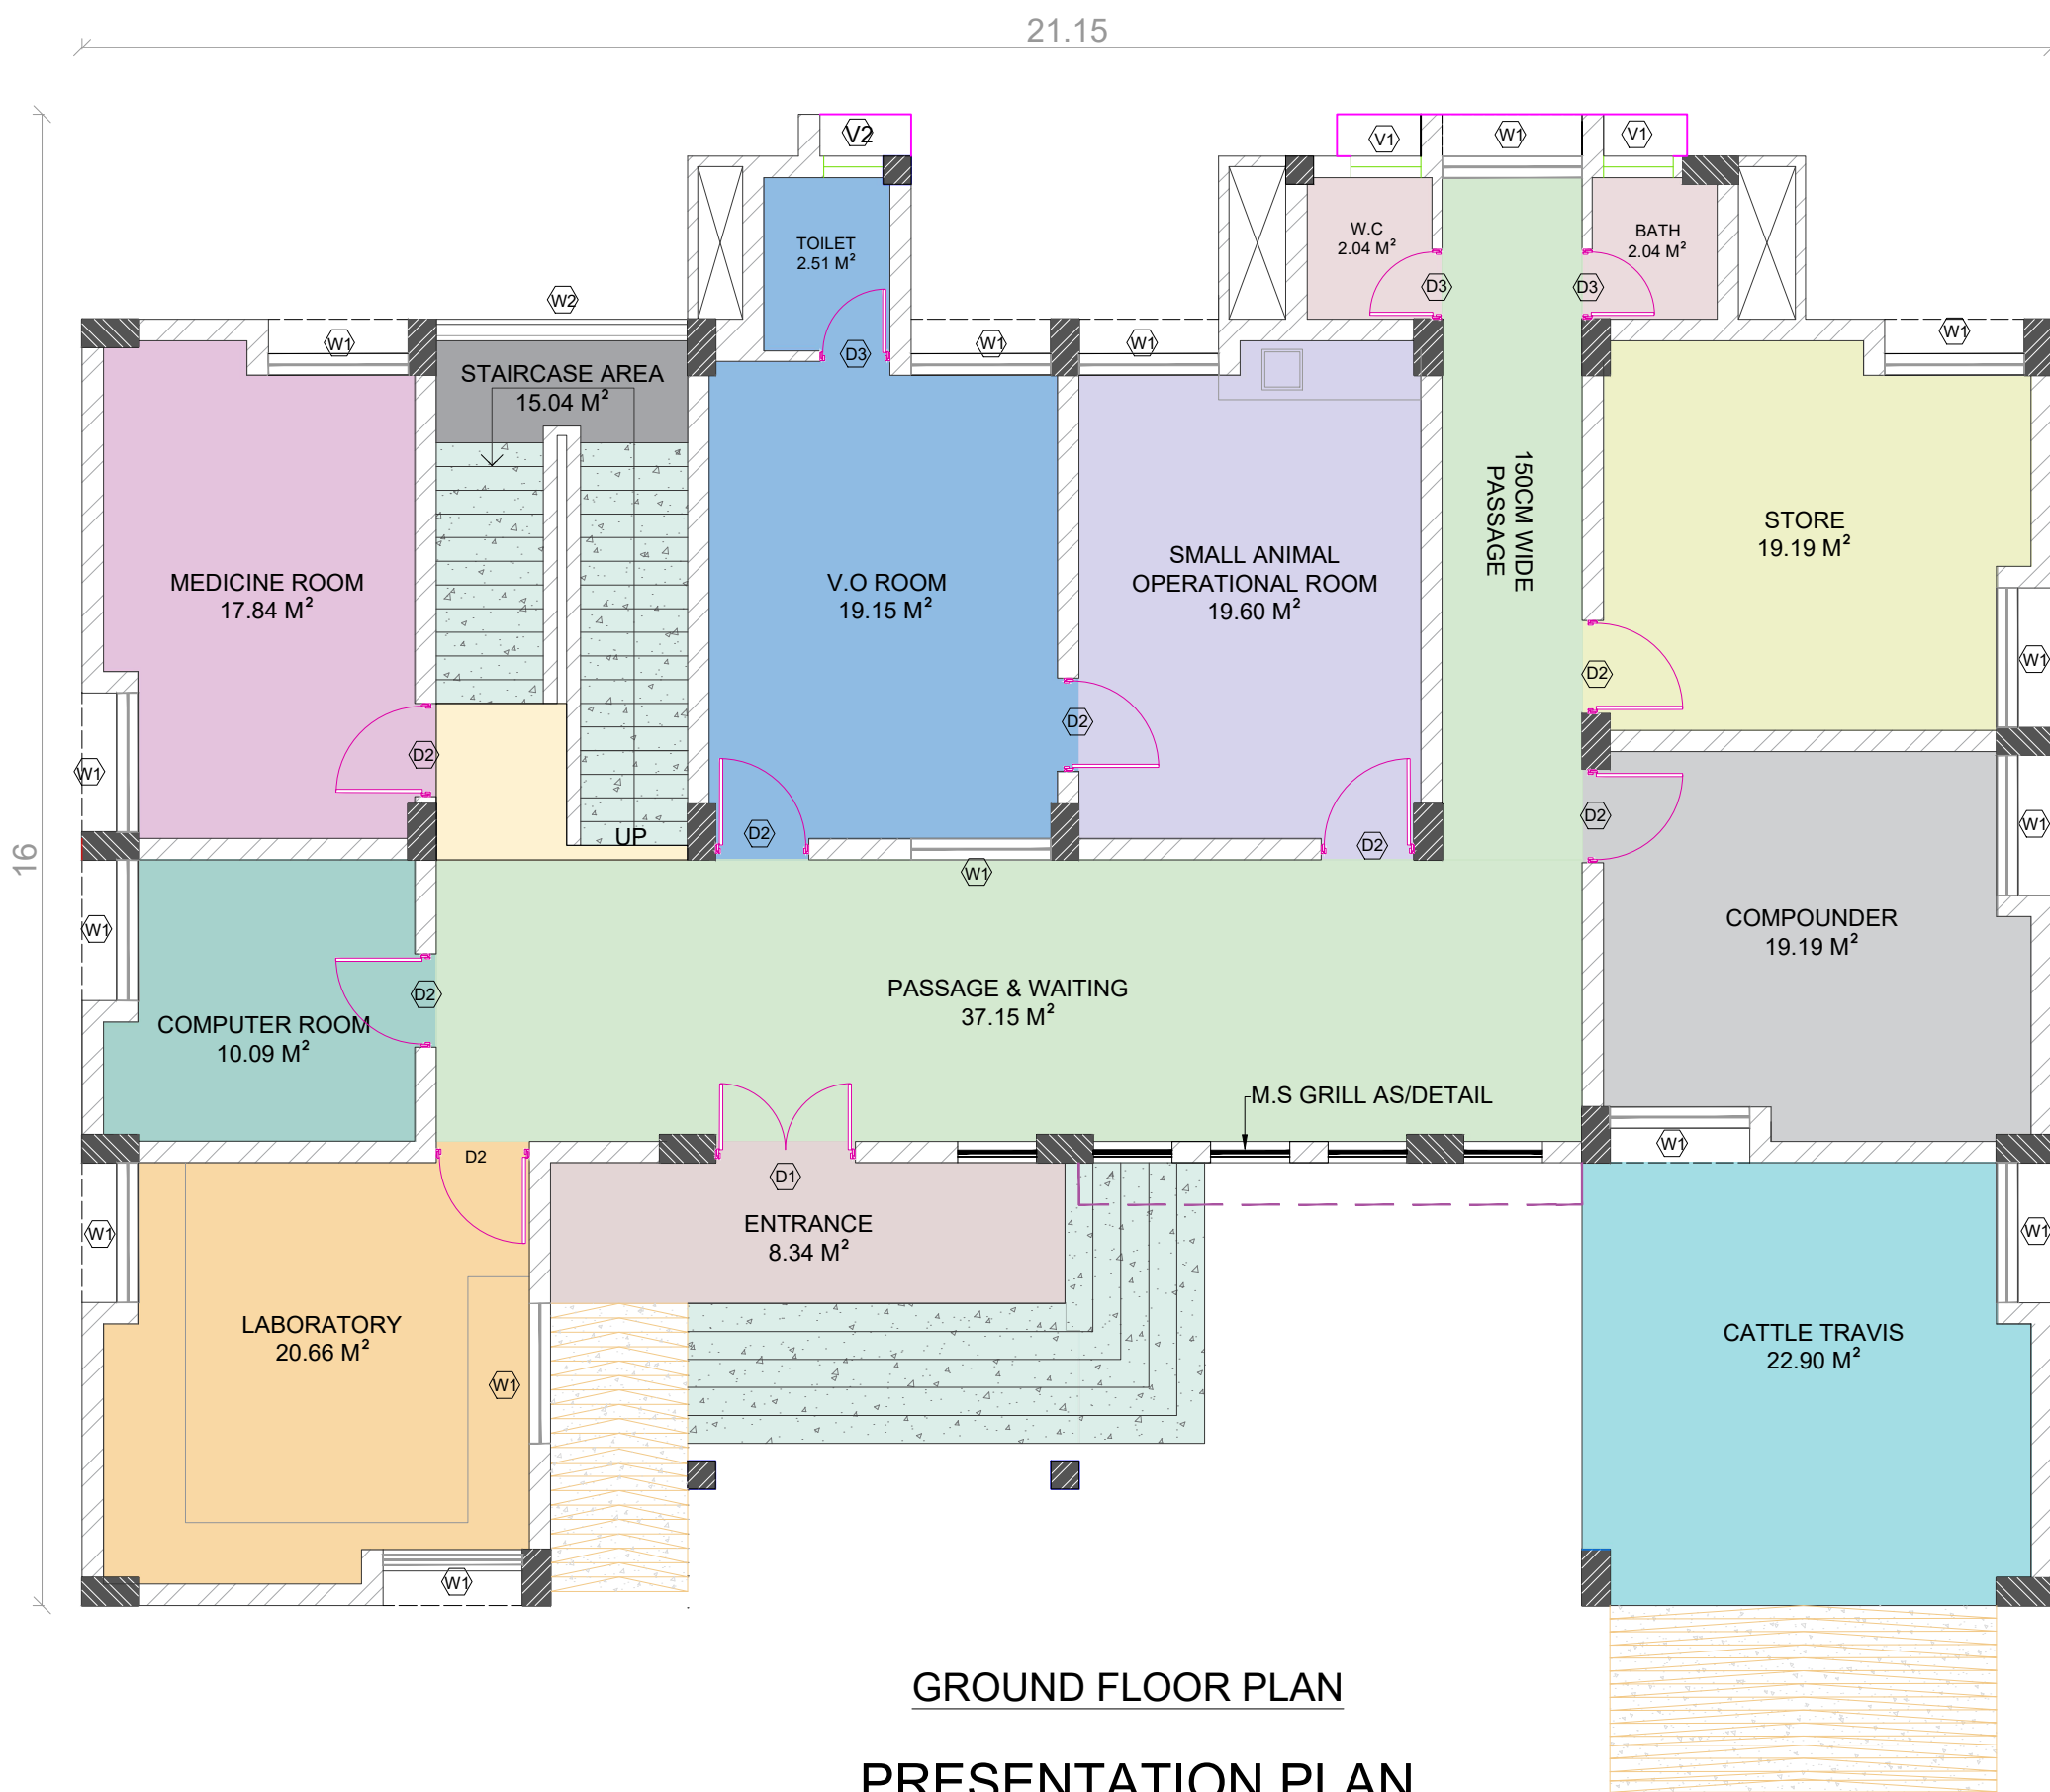 21.15
16
V2
V1
W1
V1
TOILET
2.51 M²
W.C
2.04 M²
BATH
2.04 M²
D3
D3
W2
W1
D3
W1
W1
W1
STAIRCASE AREA
15.04 M²
150CM WIDE
PASSAGE
STORE
19.19 M²
MEDICINE ROOM
17.84 M²
V.O ROOM
19.15 M²
SMALL ANIMAL
OPERATIONAL ROOM
19.60 M²
W1
D2
D2
D2
W1
D2
UP
D2
D2
D2
W1
W1
W1
COMPOUNDER
19.19 M²
D2
PASSAGE & WAITING
37.15 M²
COMPUTER ROOM
10.09 M²
M.S GRILL AS/DETAIL
D2
W1
D1
W1
ENTRANCE
8.34 M²
W1
LABORATORY
20.66 M²
W1
CATTLE TRAVIS
22.90 M²
W1
GROUND FLOOR PLAN
PRESENTATION PLAN